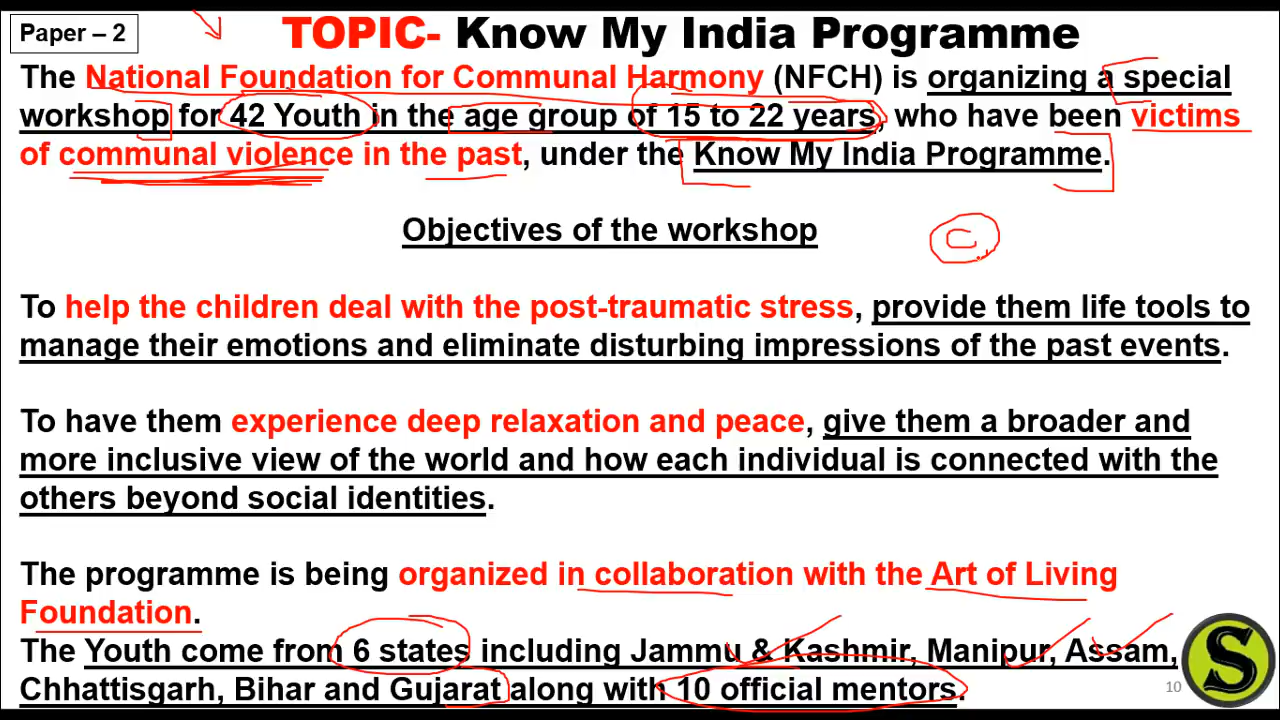 Paper – 2
TOPIC- Know My India Programme
The National Foundation for Communal Harmony (NFCH) is organizing a special
workshop for 42 Youth in the age group of 15 to 22 years, who have been victims
of communal violence in the past, under the Know My India Programme.
Objectives of the workshop
C
To help the children deal with the post-traumatic stress, provide them life tools to
manage their emotions and eliminate disturbing impressions of the past events.
To have them experience deep relaxation and peace, give them a broader and
more inclusive view of the world and how each individual is connected with the
others beyond social identities.
The programme is being organized in collaboration with the Art of Living
Foundation.
The Youth come from 6 states including Jammu & Kashmir, Manipur, Assam,
Chhattisgarh, Bihar and Gujarat along with 10 official mentors.
10
S